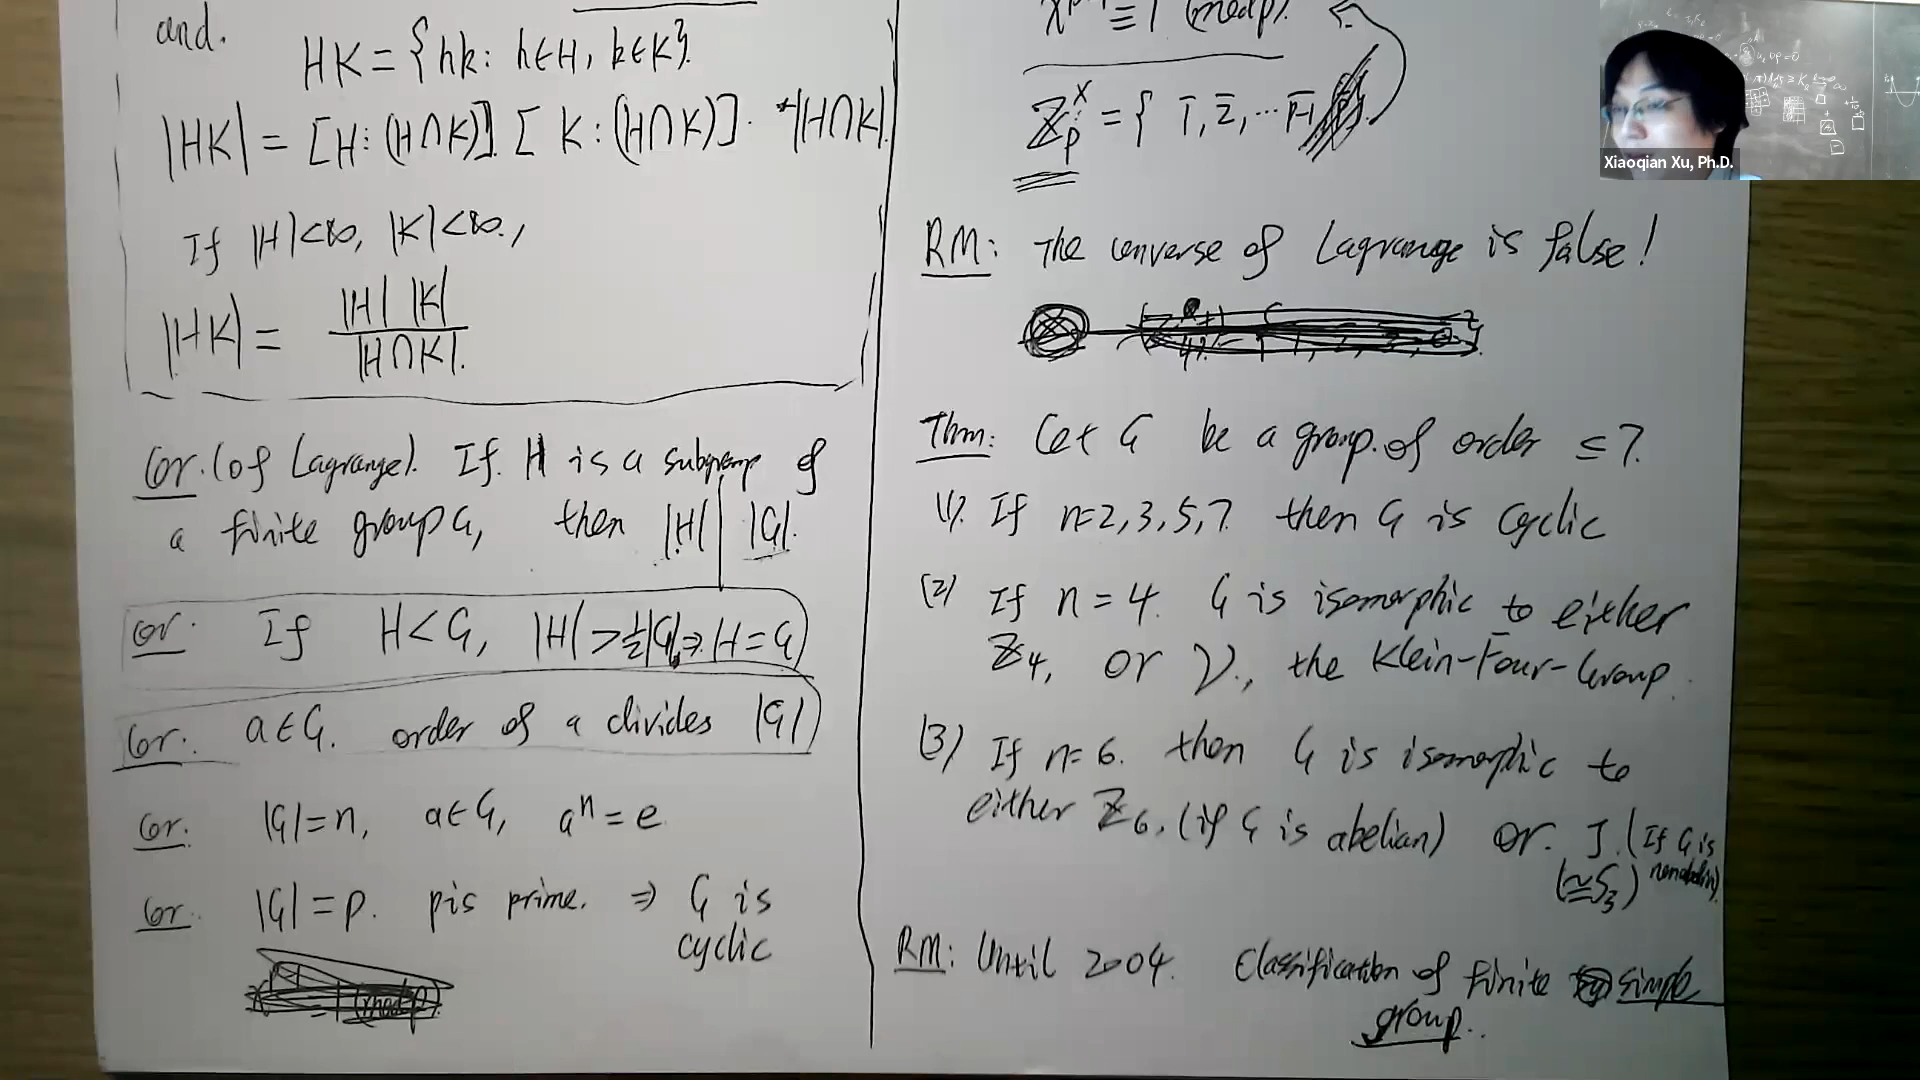 and.
HK = {hk: h∈H, k∈K}.
|HK| = [H: (H∩K)] [K: (H∩K)] · |H∩K|.
If |H|<∞, |K|<∞.,
|HK| = |H| |K| / |H∩K|.
Cor. (of Lagrange). If H is a subgroup of
a finite group G, then |H| | |G|.
Cor. If H<G, |H| > 1/2|G| ⇒ H = G
Cor. a∈G. order of a divides |G|
Cor. |G|=n, a∈G, aⁿ = e
Cor. |G| = p. p is prime. ⇒ G is
cyclic
≡ 1 (mod p).
Z_p^× = { 1̄, 2̄, ...
RM: The converse of Lagrange is false!
Thm: Let G be a group. of order ≤ 7.
(1). If n=2,3,5,7. then G is cyclic
(2) If n = 4. G is isomorphic to either
Z₄, or V., the Klein-Four-Group.
(3) If n=6. then G is isomorphic to
either Z₆, (if G is abelian) or. J. (If G is
(≅S₃) nonabelian).
RM: Until 2004. Classification of finite simple
group.
Xiaoqian Xu, Ph.D.